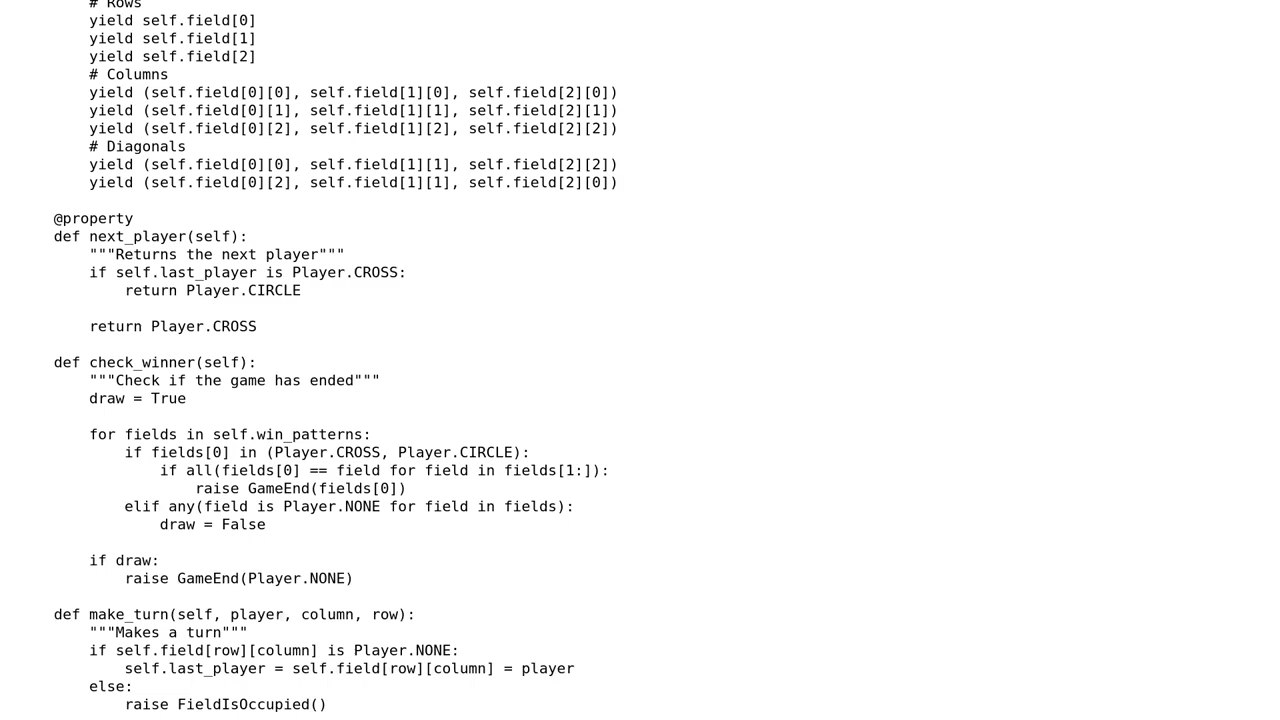 # Rows
        yield self.field[0]
        yield self.field[1]
        yield self.field[2]
        # Columns
        yield (self.field[0][0], self.field[1][0], self.field[2][0])
        yield (self.field[0][1], self.field[1][1], self.field[2][1])
        yield (self.field[0][2], self.field[1][2], self.field[2][2])
        # Diagonals
        yield (self.field[0][0], self.field[1][1], self.field[2][2])
        yield (self.field[0][2], self.field[1][1], self.field[2][0])

    @property
    def next_player(self):
        """Returns the next player"""
        if self.last_player is Player.CROSS:
            return Player.CIRCLE

        return Player.CROSS

    def check_winner(self):
        """Check if the game has ended"""
        draw = True

        for fields in self.win_patterns:
            if fields[0] in (Player.CROSS, Player.CIRCLE):
                if all(fields[0] == field for field in fields[1:]):
                    raise GameEnd(fields[0])
            elif any(field is Player.NONE for field in fields):
                draw = False

        if draw:
            raise GameEnd(Player.NONE)

    def make_turn(self, player, column, row):
        """Makes a turn"""
        if self.field[row][column] is Player.NONE:
            self.last_player = self.field[row][column] = player
        else:
            raise FieldIsOccupied()